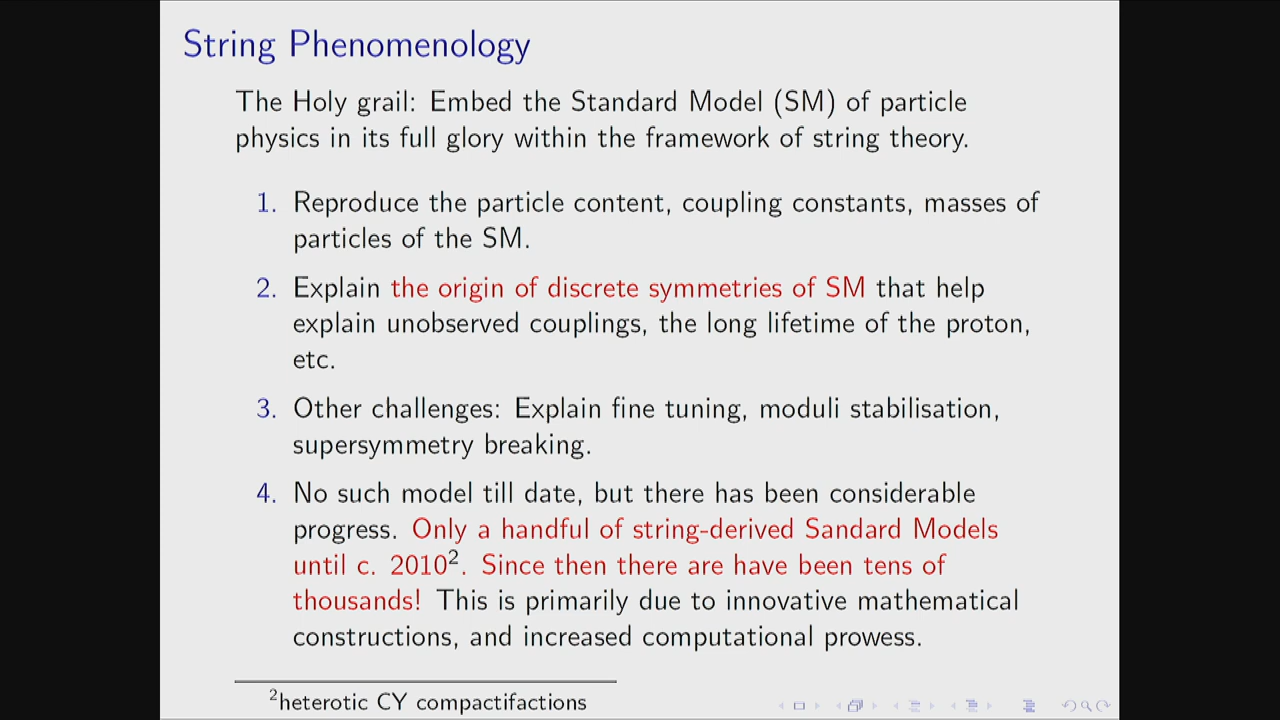 String Phenomenology
The Holy grail: Embed the Standard Model (SM) of particle
physics in its full glory within the framework of string theory.
1. Reproduce the particle content, coupling constants, masses of
particles of the SM.
2. Explain the origin of discrete symmetries of SM that help
explain unobserved couplings, the long lifetime of the proton,
etc.
3. Other challenges: Explain fine tuning, moduli stabilisation,
supersymmetry breaking.
4. No such model till date, but there has been considerable
progress. Only a handful of string-derived Sandard Models
until c. 2010². Since then there are have been tens of
thousands! This is primarily due to innovative mathematical
constructions, and increased computational prowess.
²heterotic CY compactifactions